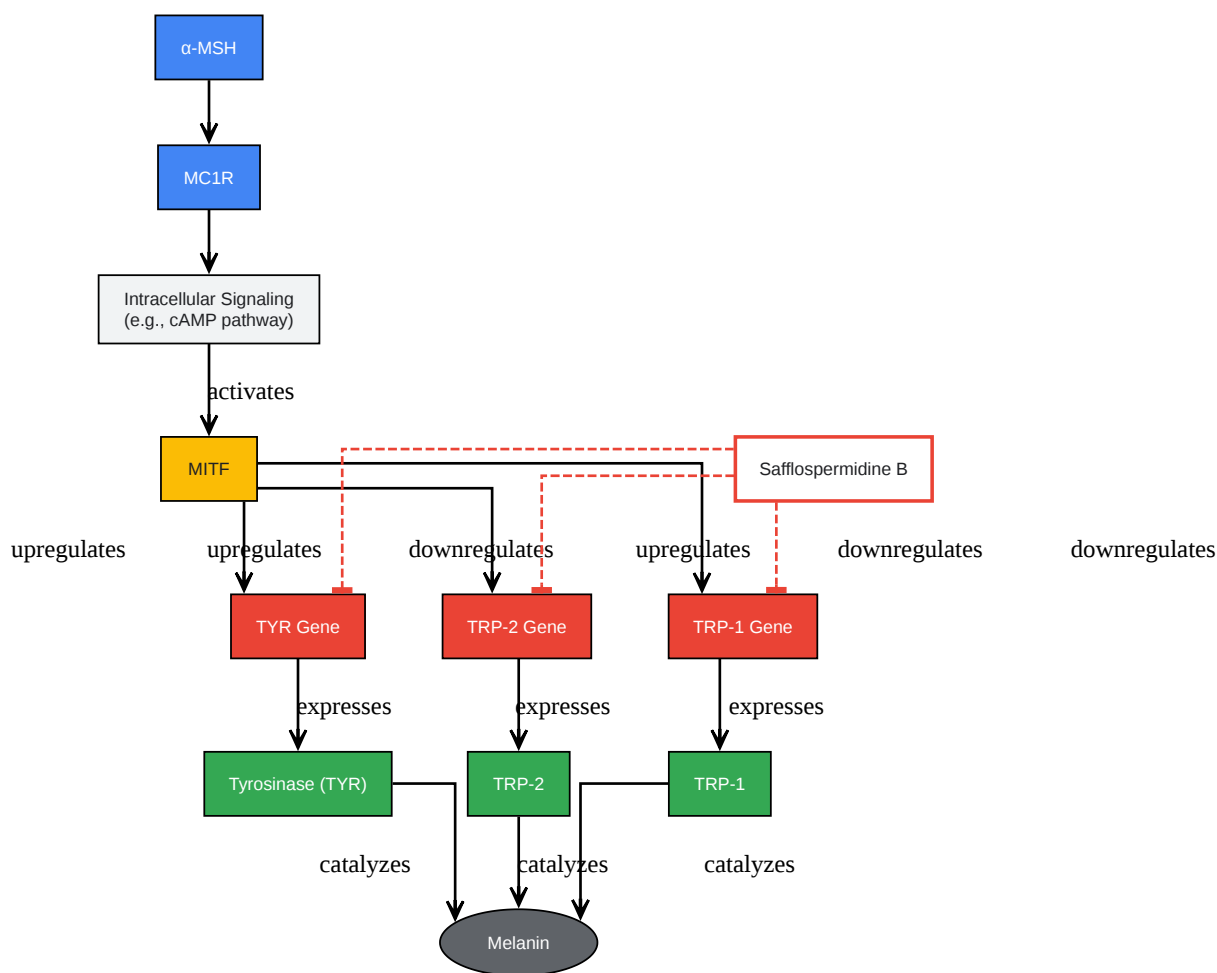 α-MSH
MC1R
Intracellular Signaling
(e.g., cAMP pathway)
activates
MITF
Safflospermidine B
upregulates
upregulates
downregulates
upregulates
downregulates
downregulates
TYR Gene
TRP-2 Gene
TRP-1 Gene
expresses
expresses
expresses
Tyrosinase (TYR)
TRP-2
TRP-1
catalyzes
catalyzes
catalyzes
Melanin